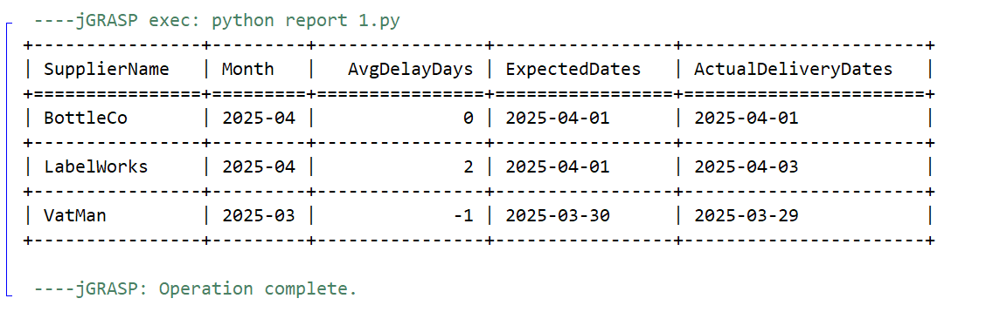 ----jGRASP exec: python report 1.py
+----------------+---------+----------------+-----------------+-----------------------+
| SupplierName   | Month   |   AvgDelayDays | ExpectedDates   | ActualDeliveryDates   |
+================+=========+================+=================+=======================+
| BottleCo       | 2025-04 |              0 | 2025-04-01      | 2025-04-01            |
+----------------+---------+----------------+-----------------+-----------------------+
| LabelWorks     | 2025-04 |              2 | 2025-04-01      | 2025-04-03            |
+----------------+---------+----------------+-----------------+-----------------------+
| VatMan         | 2025-03 |             -1 | 2025-03-30      | 2025-03-29            |
+----------------+---------+----------------+-----------------+-----------------------+
----jGRASP: Operation complete.